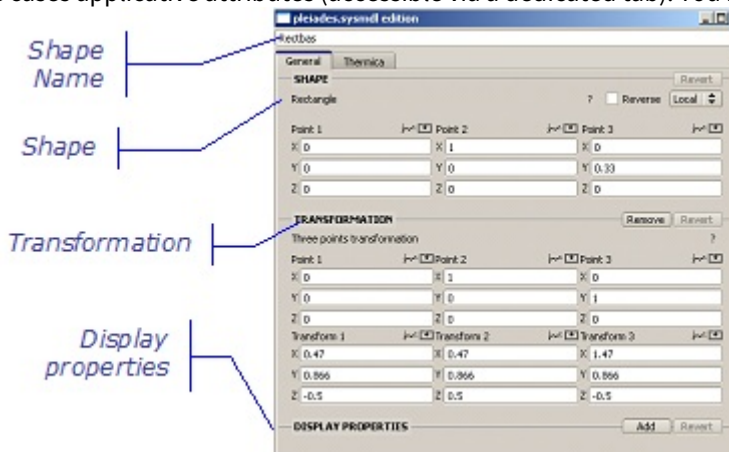 cases applicative attributes (accessible via a dedicated tab). You
pleiades.sysmdl edition
Rectbas
General Thermica
SHAPE Revert
Rectangle ? Reverse Local
Point 1 Point 2 Point 3
X 0 X 1 X 0
Y 0 Y 0 Y 0.33
Z 0 Z 0 Z 0
TRANSFORMATION Remove Revert
Three points transformation ?
Point 1 Point 2 Point 3
X 0 X 1 X 0
Y 0 Y 0 Y 1
Z 0 Z 0 Z 0
Transform 1 Transform 2 Transform 3
X 0.47 X 0.47 X 1.47
Y 0.866 Y 0.866 Y 0.866
Z -0.5 Z 0.5 Z -0.5
DISPLAY PROPERTIES Add Revert
Shape
Name
Shape
Transformation
Display
properties